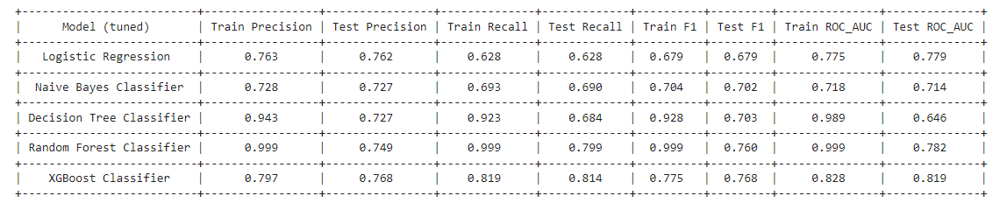 +---------------------------+-----------------+----------------+--------------+-------------+----------+---------+---------------+--------------+
| Model (tuned) | Train Precision | Test Precision | Train Recall | Test Recall | Train F1 | Test F1 | Train ROC_AUC | Test ROC_AUC |
+---------------------------+-----------------+----------------+--------------+-------------+----------+---------+---------------+--------------+
| Logistic Regression | 0.763 | 0.762 | 0.628 | 0.628 | 0.679 | 0.679 | 0.775 | 0.779 |
+---------------------------+-----------------+----------------+--------------+-------------+----------+---------+---------------+--------------+
| Naive Bayes Classifier | 0.728 | 0.727 | 0.693 | 0.690 | 0.704 | 0.702 | 0.718 | 0.714 |
+---------------------------+-----------------+----------------+--------------+-------------+----------+---------+---------------+--------------+
| Decision Tree Classifier | 0.943 | 0.727 | 0.923 | 0.684 | 0.928 | 0.703 | 0.989 | 0.646 |
+---------------------------+-----------------+----------------+--------------+-------------+----------+---------+---------------+--------------+
| Random Forest Classifier | 0.999 | 0.749 | 0.999 | 0.799 | 0.999 | 0.760 | 0.999 | 0.782 |
+---------------------------+-----------------+----------------+--------------+-------------+----------+---------+---------------+--------------+
| XGBoost Classifier | 0.797 | 0.768 | 0.819 | 0.814 | 0.775 | 0.768 | 0.828 | 0.819 |
+---------------------------+-----------------+----------------+--------------+-------------+----------+---------+---------------+--------------+